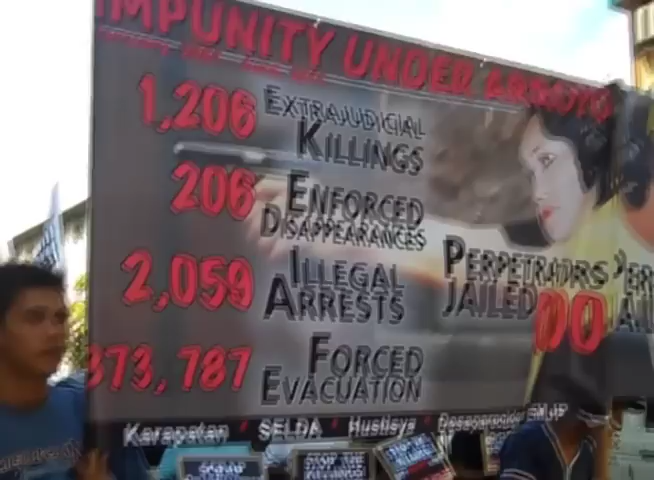 IMPUNITY UNDER ARROYO
1,206 EXTRAJUDICIAL KILLINGS
206 ENFORCED DISAPPEARANCES
2,059 ILLEGAL ARRESTS
PERPETRATORS JAILED 00
373,787 FORCED EVACUATION
Karapatan * SELDA * Hustisya * Desaparecidos
STOP THE